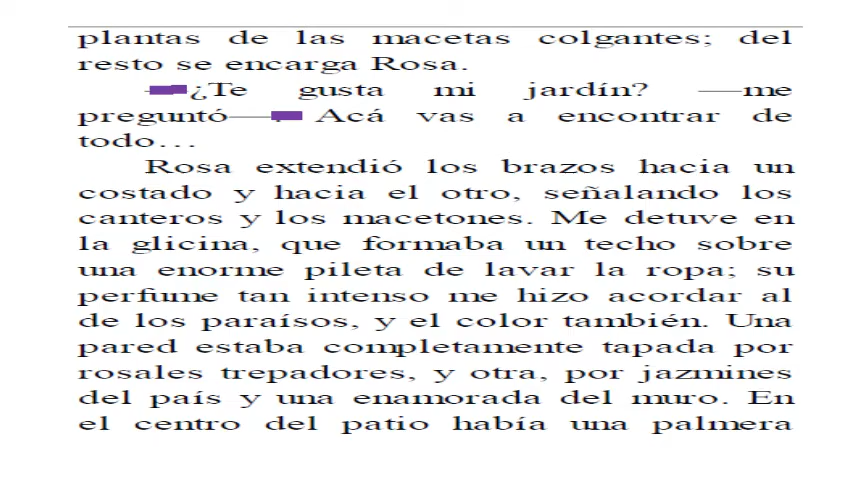 plantas de las macetas colgantes; del
resto se encarga Rosa.
—¿Te gusta mi jardín? —me
preguntó—. Acá vas a encontrar de
todo…
Rosa extendió los brazos hacia un
costado y hacia el otro, señalando los
canteros y los macetones. Me detuve en
la glicina, que formaba un techo sobre
una enorme pileta de lavar la ropa; su
perfume tan intenso me hizo acordar al
de los paraísos, y el color también. Una
pared estaba completamente tapada por
rosales trepadores, y otra, por jazmines
del país y una enamorada del muro. En
el centro del patio había una palmera